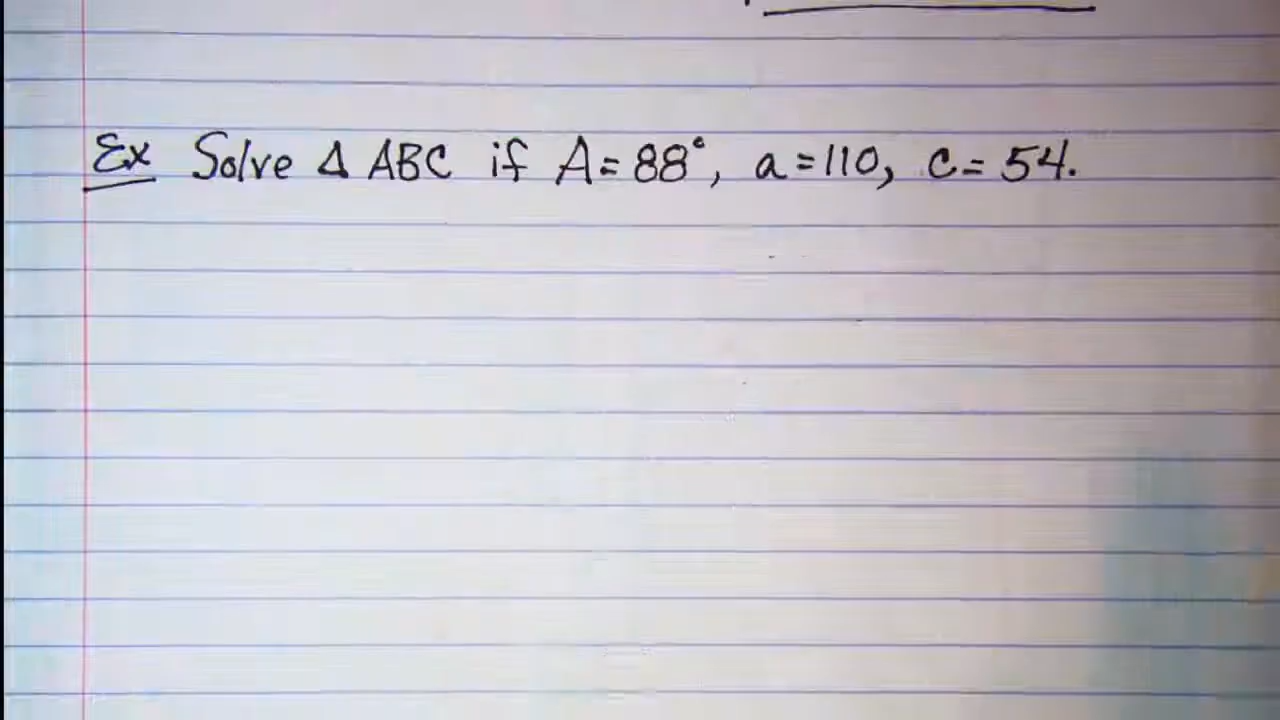 Ex Solve Δ ABC if A = 88°, a = 110, c = 54.